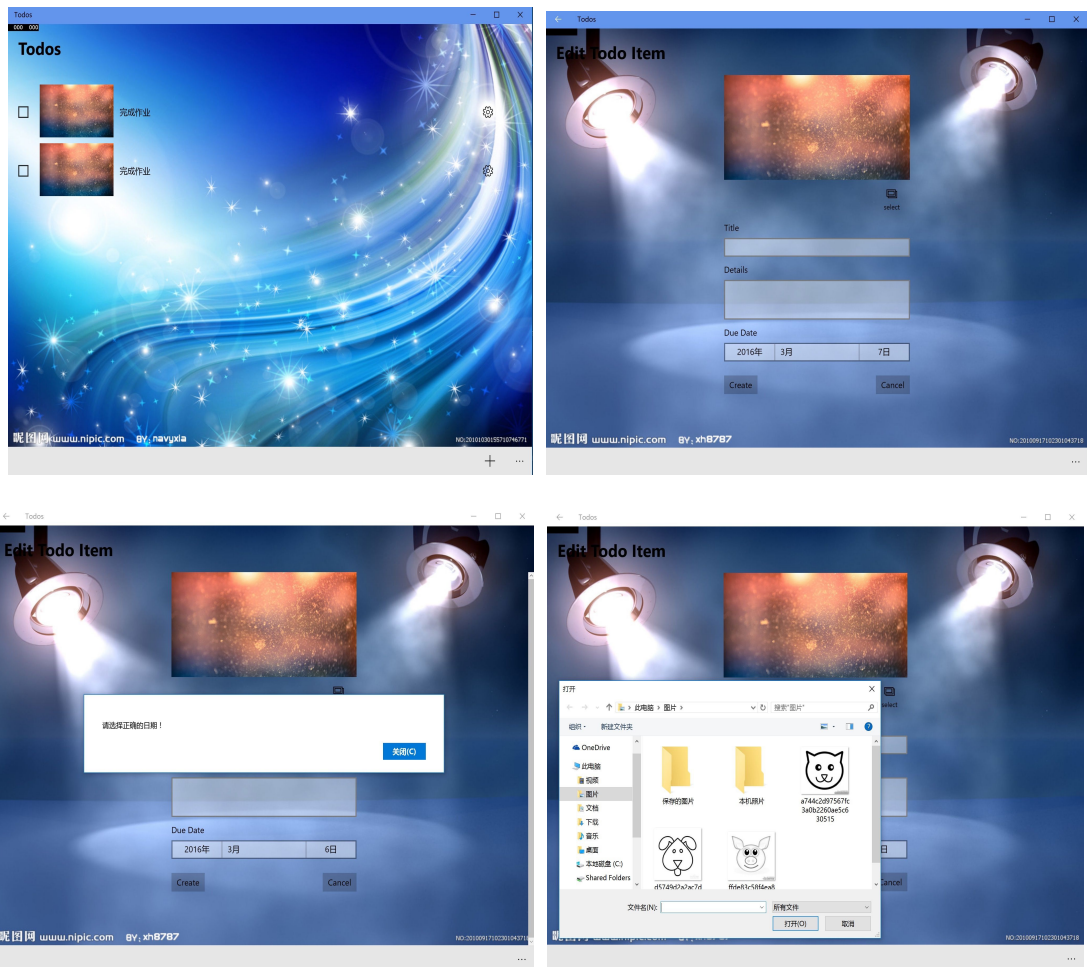 Todos
000 000
Todos
完成作业
完成作业
昵图网 www.nipic.com BY: navyxla
NO:20101030155710746771
Todos
Edit Todo Item
select
Title
Details
Due Date
2016年 3月 7日
Create Cancel
昵图网 www.nipic.com BY: xh8787
NO:20100917102301043718
Todos
Edit Todo Item
请选择正确的日期！
关闭(C)
Due Date
2016年 3月 6日
Create Cancel
昵图网 www.nipic.com BY: xh8787
NO:20100917102301043718
Todos
Edit Todo Item
打开
此电脑 图片
搜索"图片"
组织 新建文件夹
OneDrive
此电脑
视频
图片
文档
下载
音乐
桌面
本地磁盘 (C:)
Shared Folders
保存的图片
本机照片
a744c2d97567fc
3a0b2260ae5c6
30515
d5749d2a2ac7d
ffde83c58f4ea8
文件名(N):
所有文件
打开(O) 取消
select
日
Cancel
NO:20100917102301043718